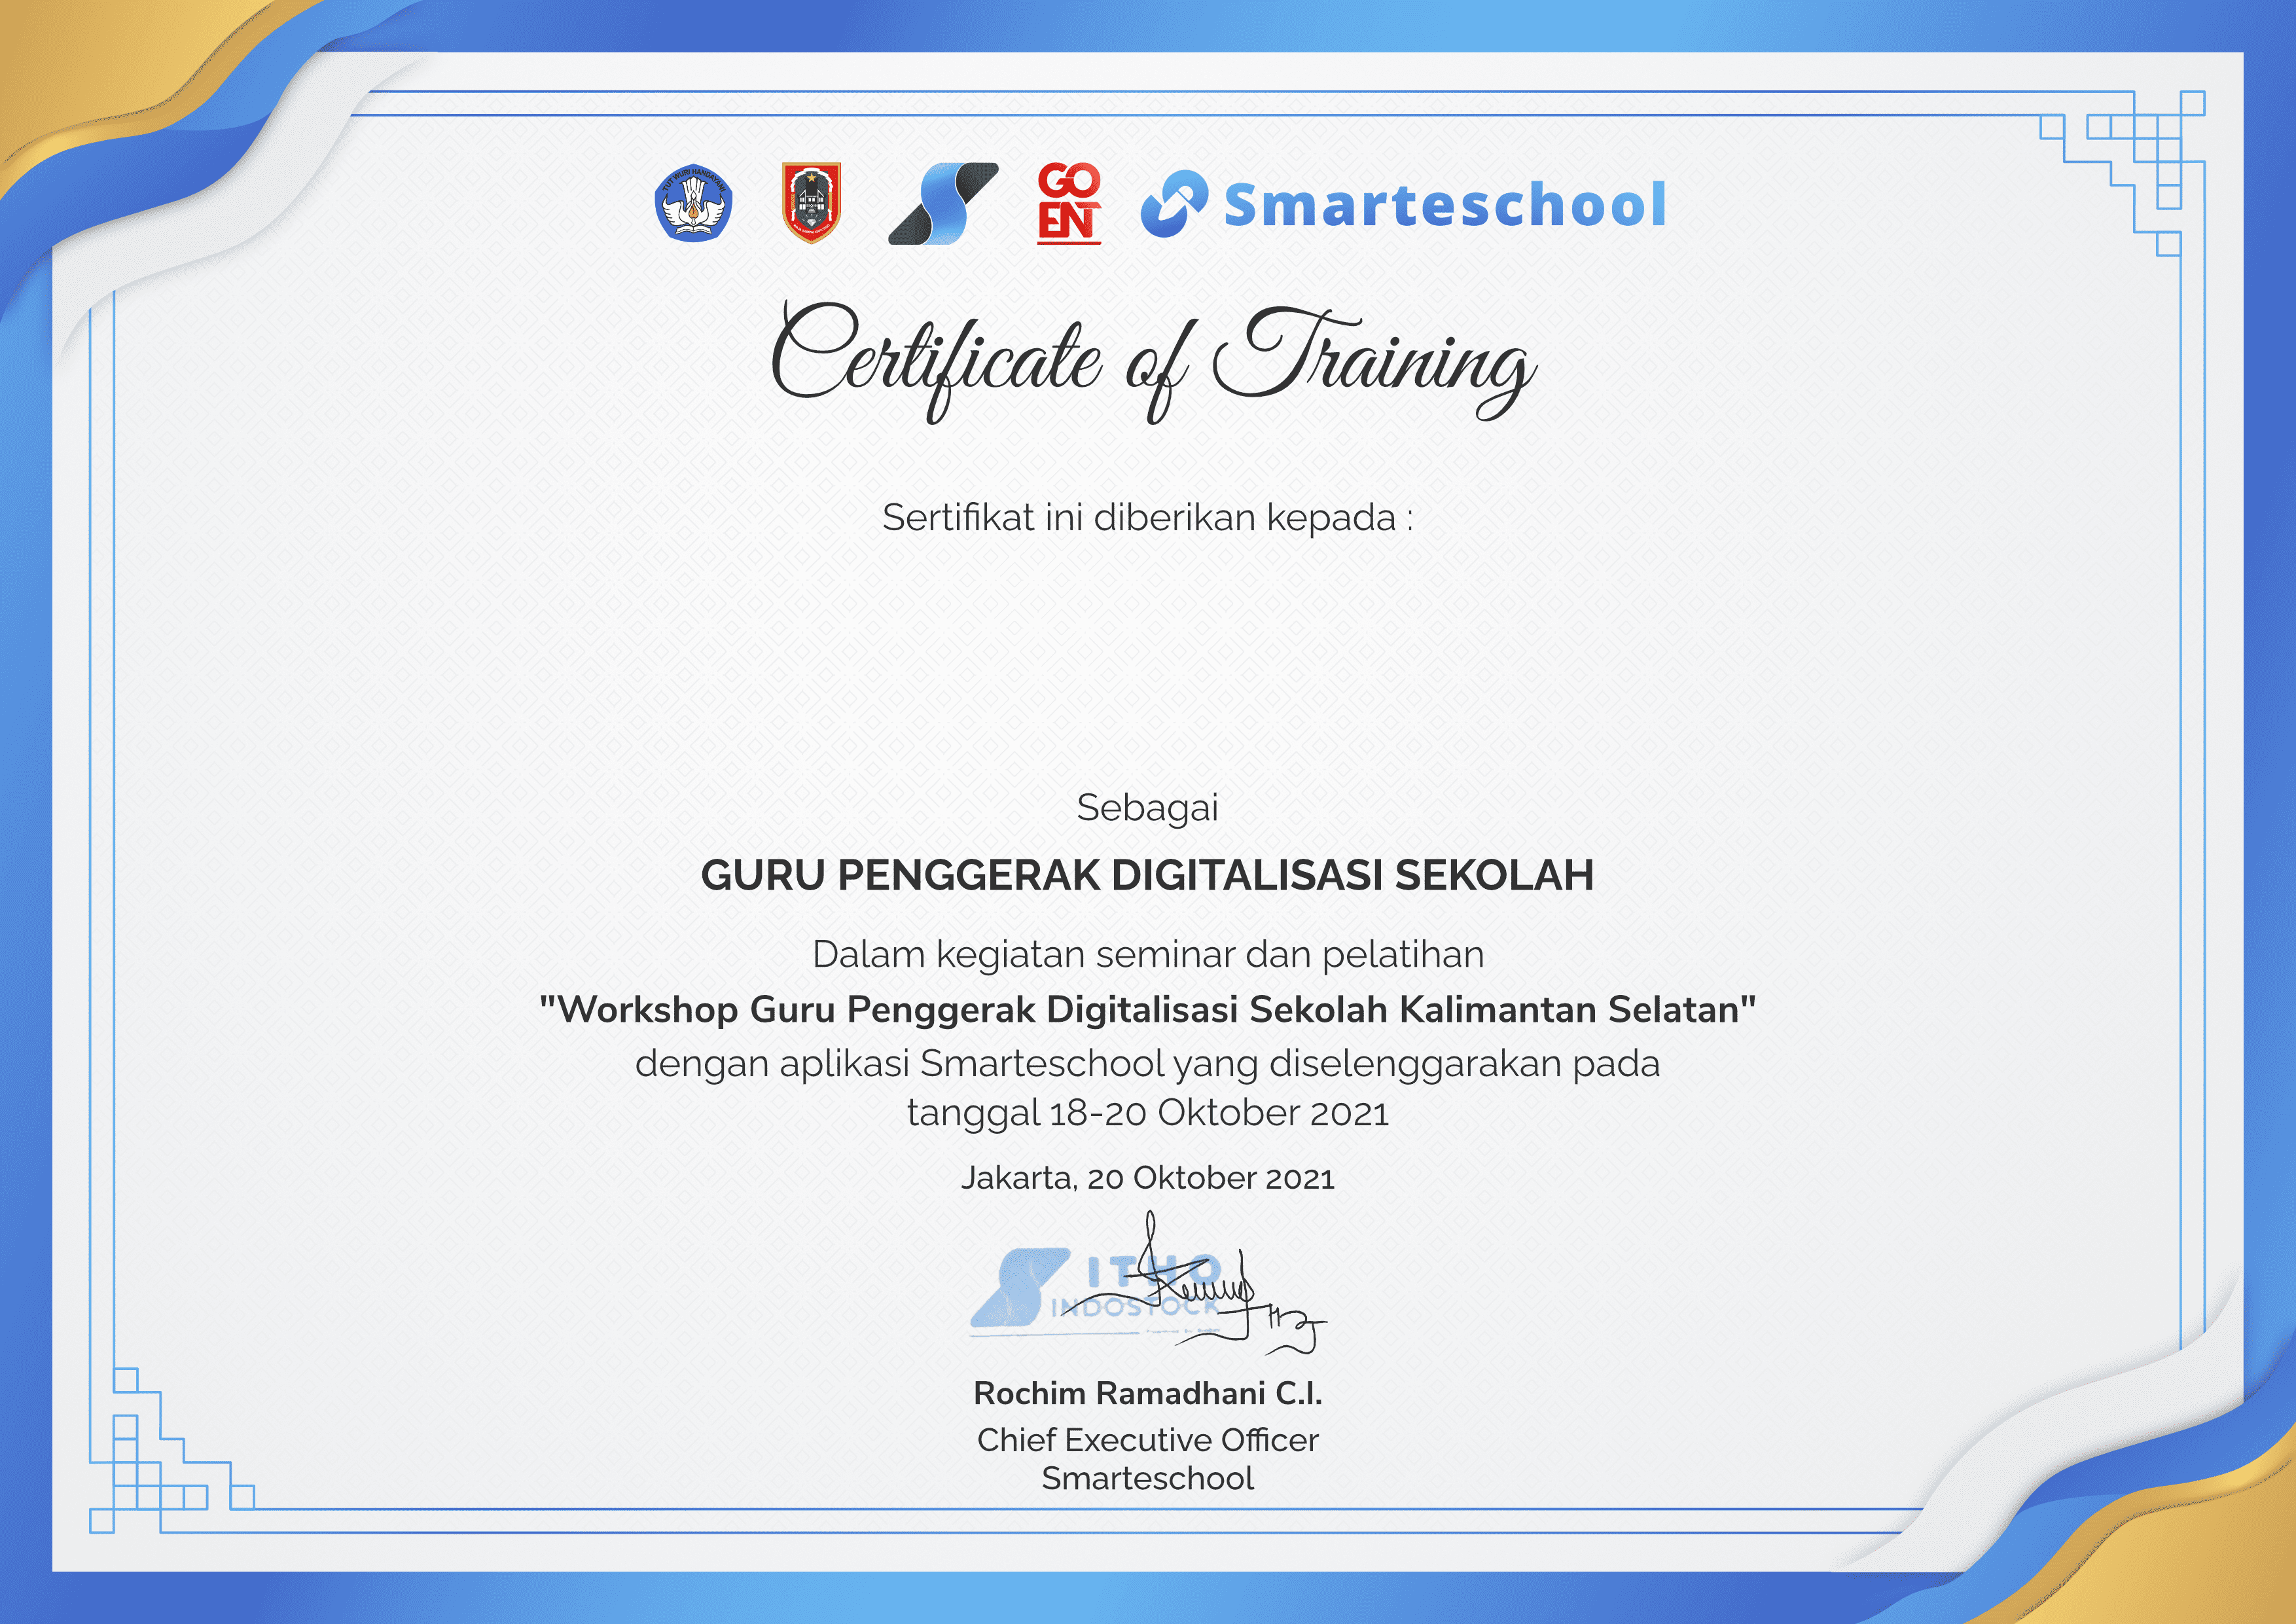 TUT WURI HANDAYANI
GO
ENT
Smarteschool
Certificate of Training
Sertifikat ini diberikan kepada :
Sebagai
GURU PENGGERAK DIGITALISASI SEKOLAH
Dalam kegiatan seminar dan pelatihan
"Workshop Guru Penggerak Digitalisasi Sekolah Kalimantan Selatan"
dengan aplikasi Smarteschool yang diselenggarakan pada
tanggal 18-20 Oktober 2021
Jakarta, 20 Oktober 2021
ITHO
INDOSTOCK
Rochim Ramadhani C.I.
Chief Executive Officer
Smarteschool